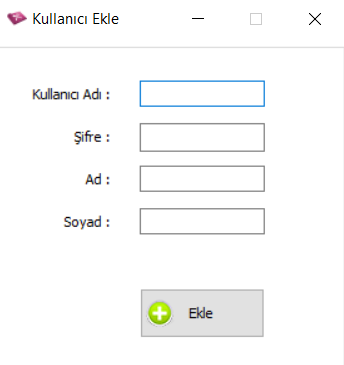 Kullanıcı Ekle
Kullanıcı Adı :
Şifre :
Ad :
Soyad :
Ekle